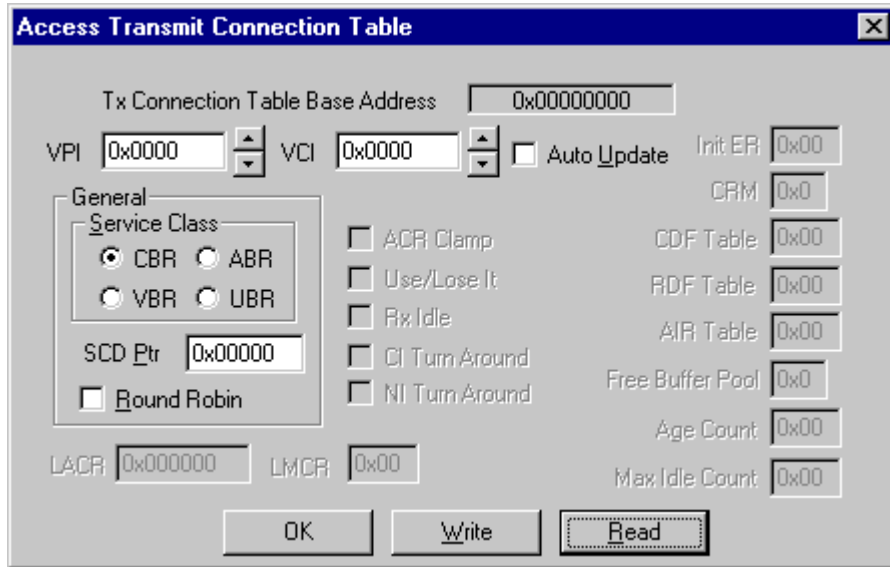 Access Transmit Connection Table
Tx Connection Table Base Address 0x00000000
VPI 0x0000 VCI 0x0000 Auto Update Init ER 0x00
CRM 0x0
General
Service Class
CBR ABR
VBR UBR
SCD Ptr 0x00000
Round Robin
ACR Clamp
Use/Lose It
Rx Idle
CI Turn Around
NI Turn Around
CDF Table 0x00
RDF Table 0x00
AIR Table 0x00
Free Buffer Pool 0x0
Age Count 0x00
Max Idle Count 0x00
LACR 0x000000 LMCR 0x00
OK Write Read